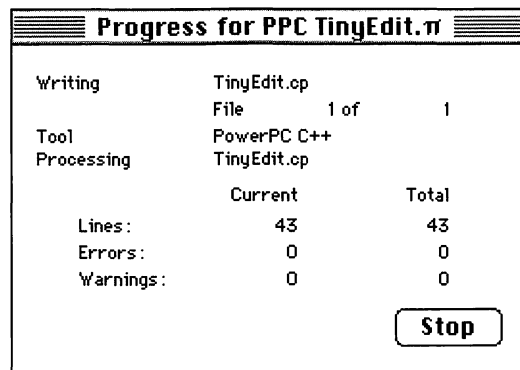 Progress for PPC TinyEdit.π
Writing TinyEdit.cp
File 1 of 1
Tool PowerPC C++
Processing TinyEdit.cp
Current Total
Lines: 43 43
Errors: 0 0
Warnings: 0 0
Stop